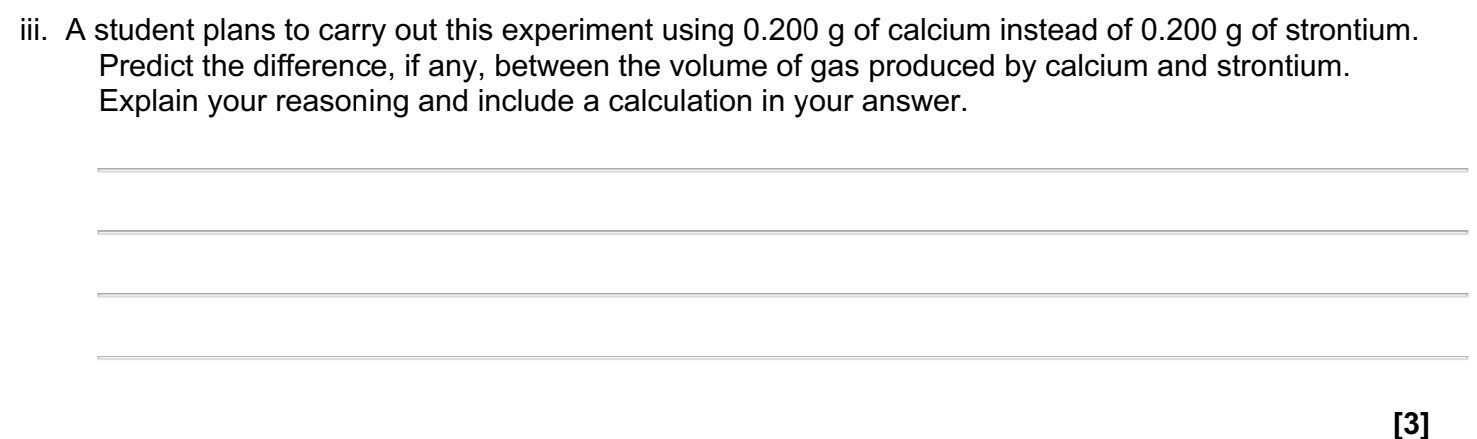 iii. A student plans to carry out this experiment using 0.200 g of calcium instead of 0.200 g of strontium.
Predict the difference, if any, between the volume of gas produced by calcium and strontium.
Explain your reasoning and include a calculation in your answer.
[3]